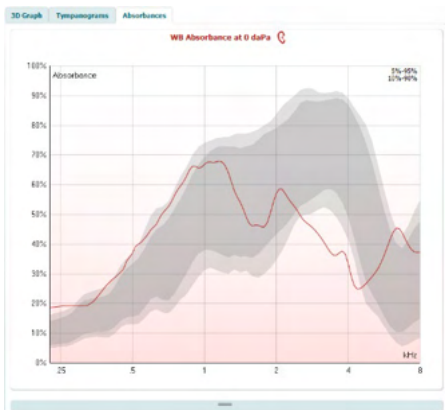 3D Graph Tympanograms Absorbances
WB Absorbance at 0 daPa
100%
Absorbance
5%-95%
10%-90%
90%
80%
70%
60%
50%
40%
30%
20%
10%
0%
kHz
.25 .5 1 2 4 8